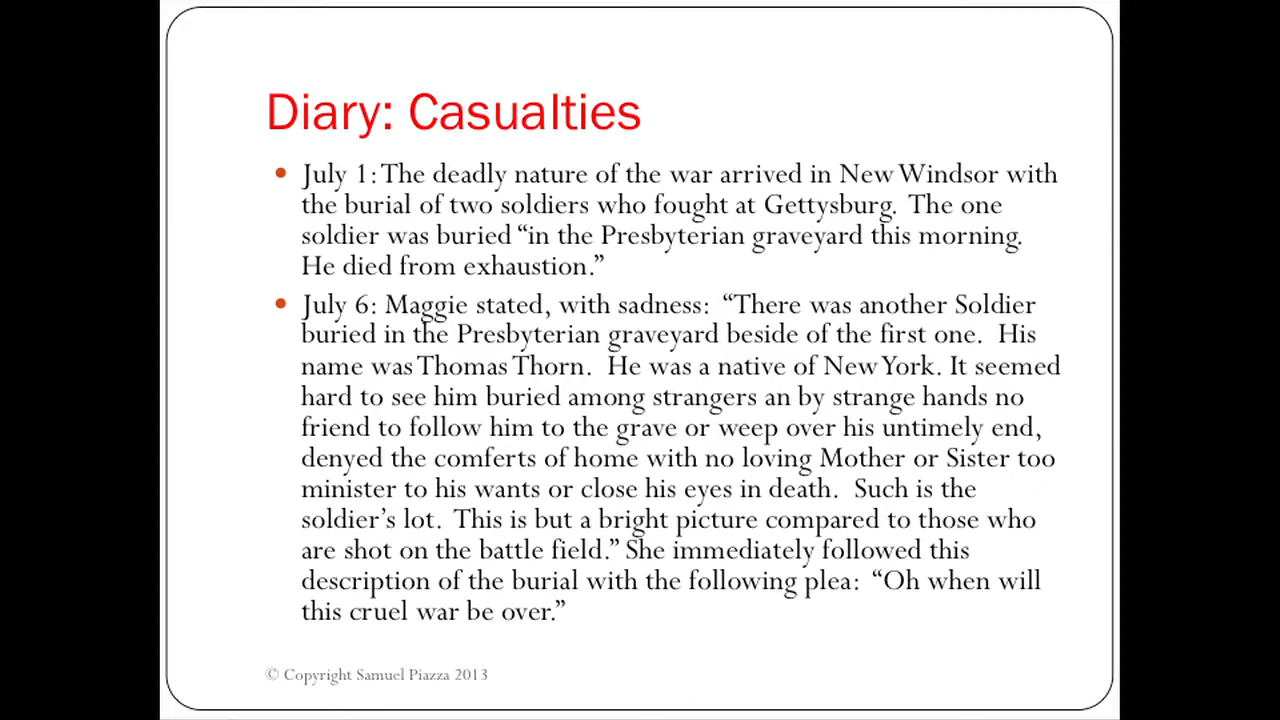 Diary: Casualties
• July 1: The deadly nature of the war arrived in New Windsor with
the burial of two soldiers who fought at Gettysburg.  The one
soldier was buried “in the Presbyterian graveyard this morning.
He died from exhaustion.”
• July 6: Maggie stated, with sadness:  “There was another Soldier
buried in the Presbyterian graveyard beside of the first one.  His
name was Thomas Thorn.  He was a native of New York. It seemed
hard to see him buried among strangers an by strange hands no
friend to follow him to the grave or weep over his untimely end,
denyed the comferts of home with no loving Mother or Sister too
minister to his wants or close his eyes in death.  Such is the
soldier’s lot.  This is but a bright picture compared to those who
are shot on the battle field.” She immediately followed this
description of the burial with the following plea:  “Oh when will
this cruel war be over.”
© Copyright Samuel Piazza 2013